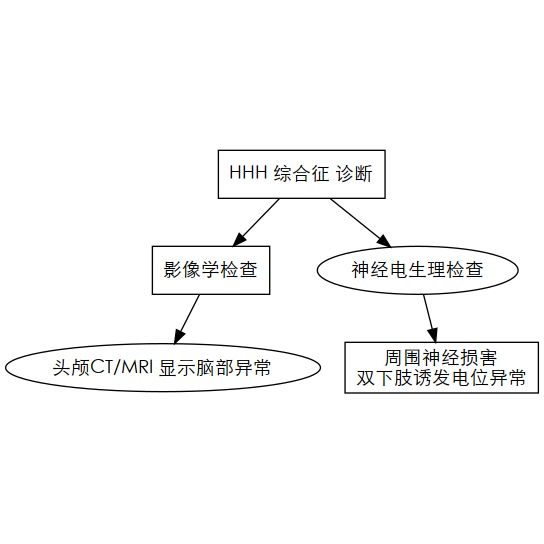 HHH 综合征 诊断
影像学检查
神经电生理检查
头颅CT/MRI 显示脑部异常
周围神经损害
双下肢诱发电位异常